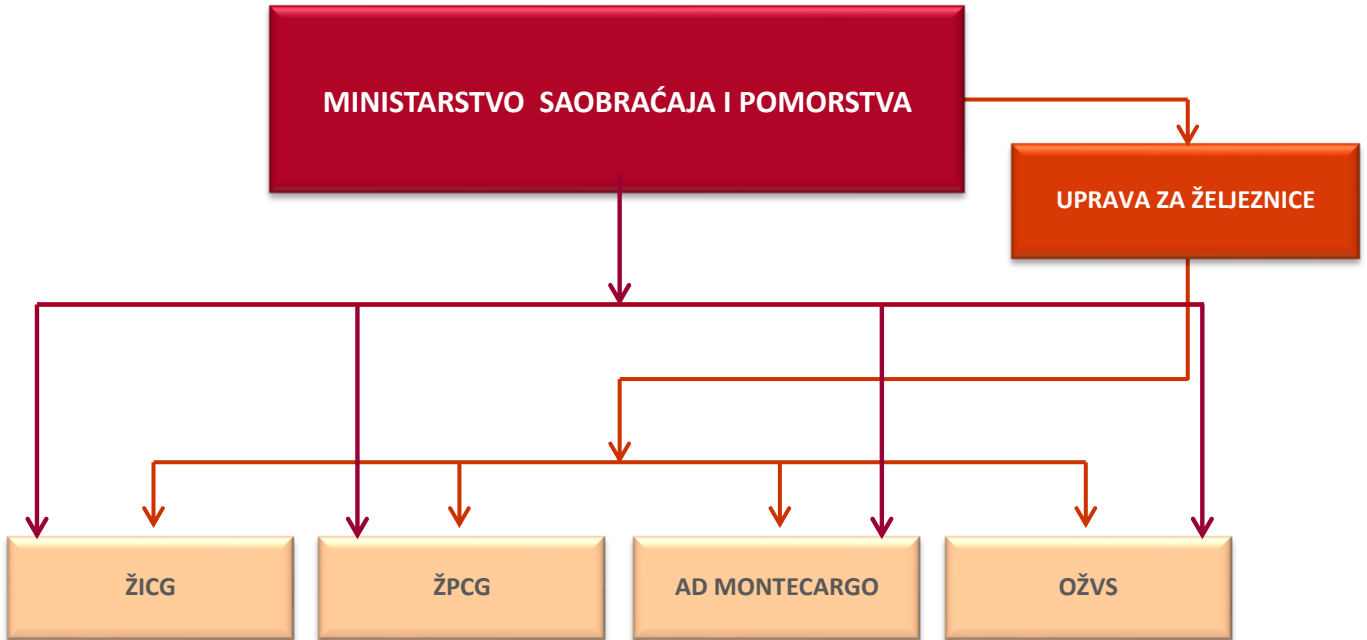 MINISTARSTVO SAOBRAĆAJA I POMORSTVA
UPRAVA ZA ŽELJEZNICE
ŽICG
ŽPCG
AD MONTECARGO
OŽVS